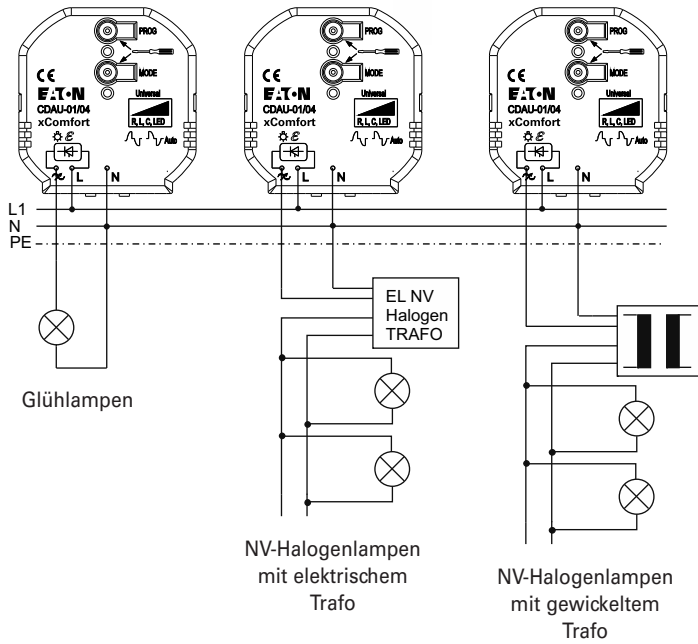 PROG
MODE
CE
EATON
CDAU-01/04
xComfort
Universal
R, L, C, LED
Auto
L
N
PROG
MODE
CE
EATON
CDAU-01/04
xComfort
Universal
R, L, C, LED
Auto
L
N
PROG
MODE
CE
EATON
CDAU-01/04
xComfort
Universal
R, L, C, LED
Auto
L
N
L1
N
PE
EL NV
Halogen
TRAFO
Glühlampen
NV-Halogenlampen
mit elektrischem
Trafo
NV-Halogenlampen
mit gewickeltem
Trafo